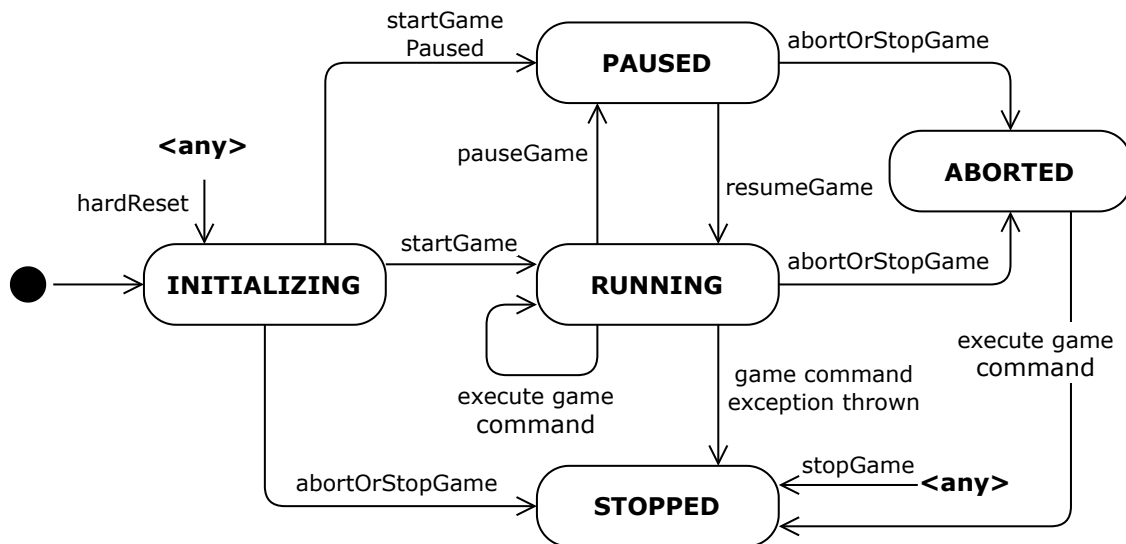 startGame
Paused
PAUSED
abortOrStopGame
<any>
pauseGame
ABORTED
hardReset
resumeGame
startGame
INITIALIZING
RUNNING
abortOrStopGame
execute game
command
execute game
command
game command
exception thrown
stopGame
abortOrStopGame
<any>
STOPPED